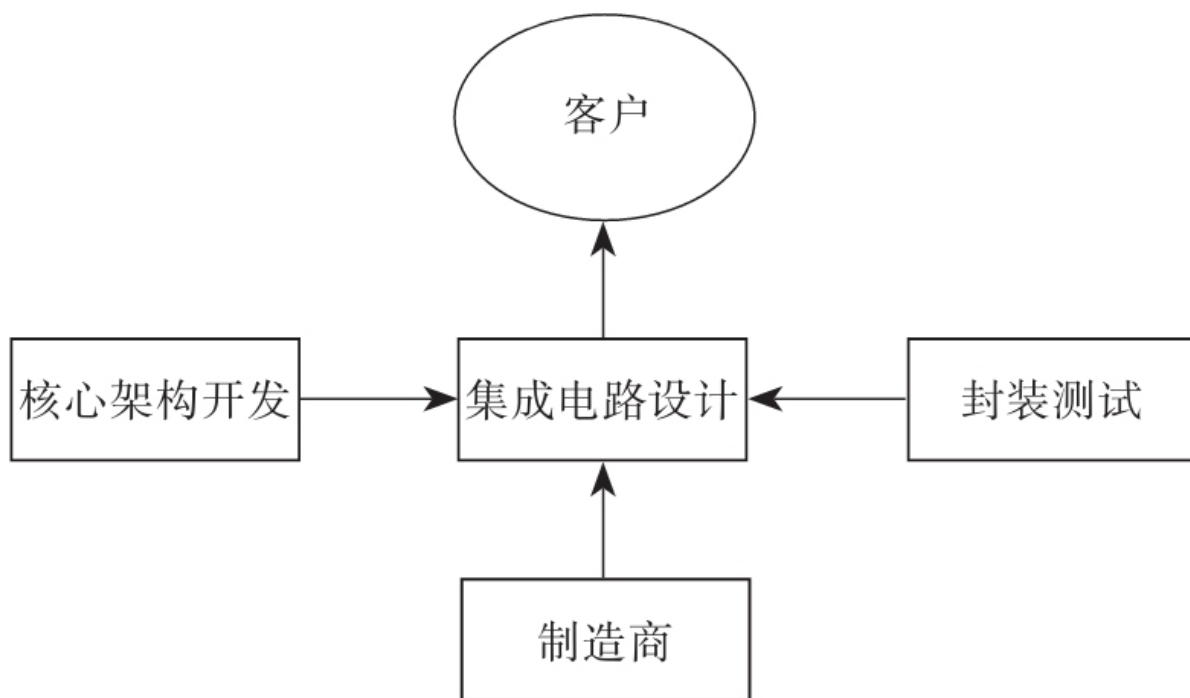 客户
核心架构开发
集成电路设计
封装测试
制造商